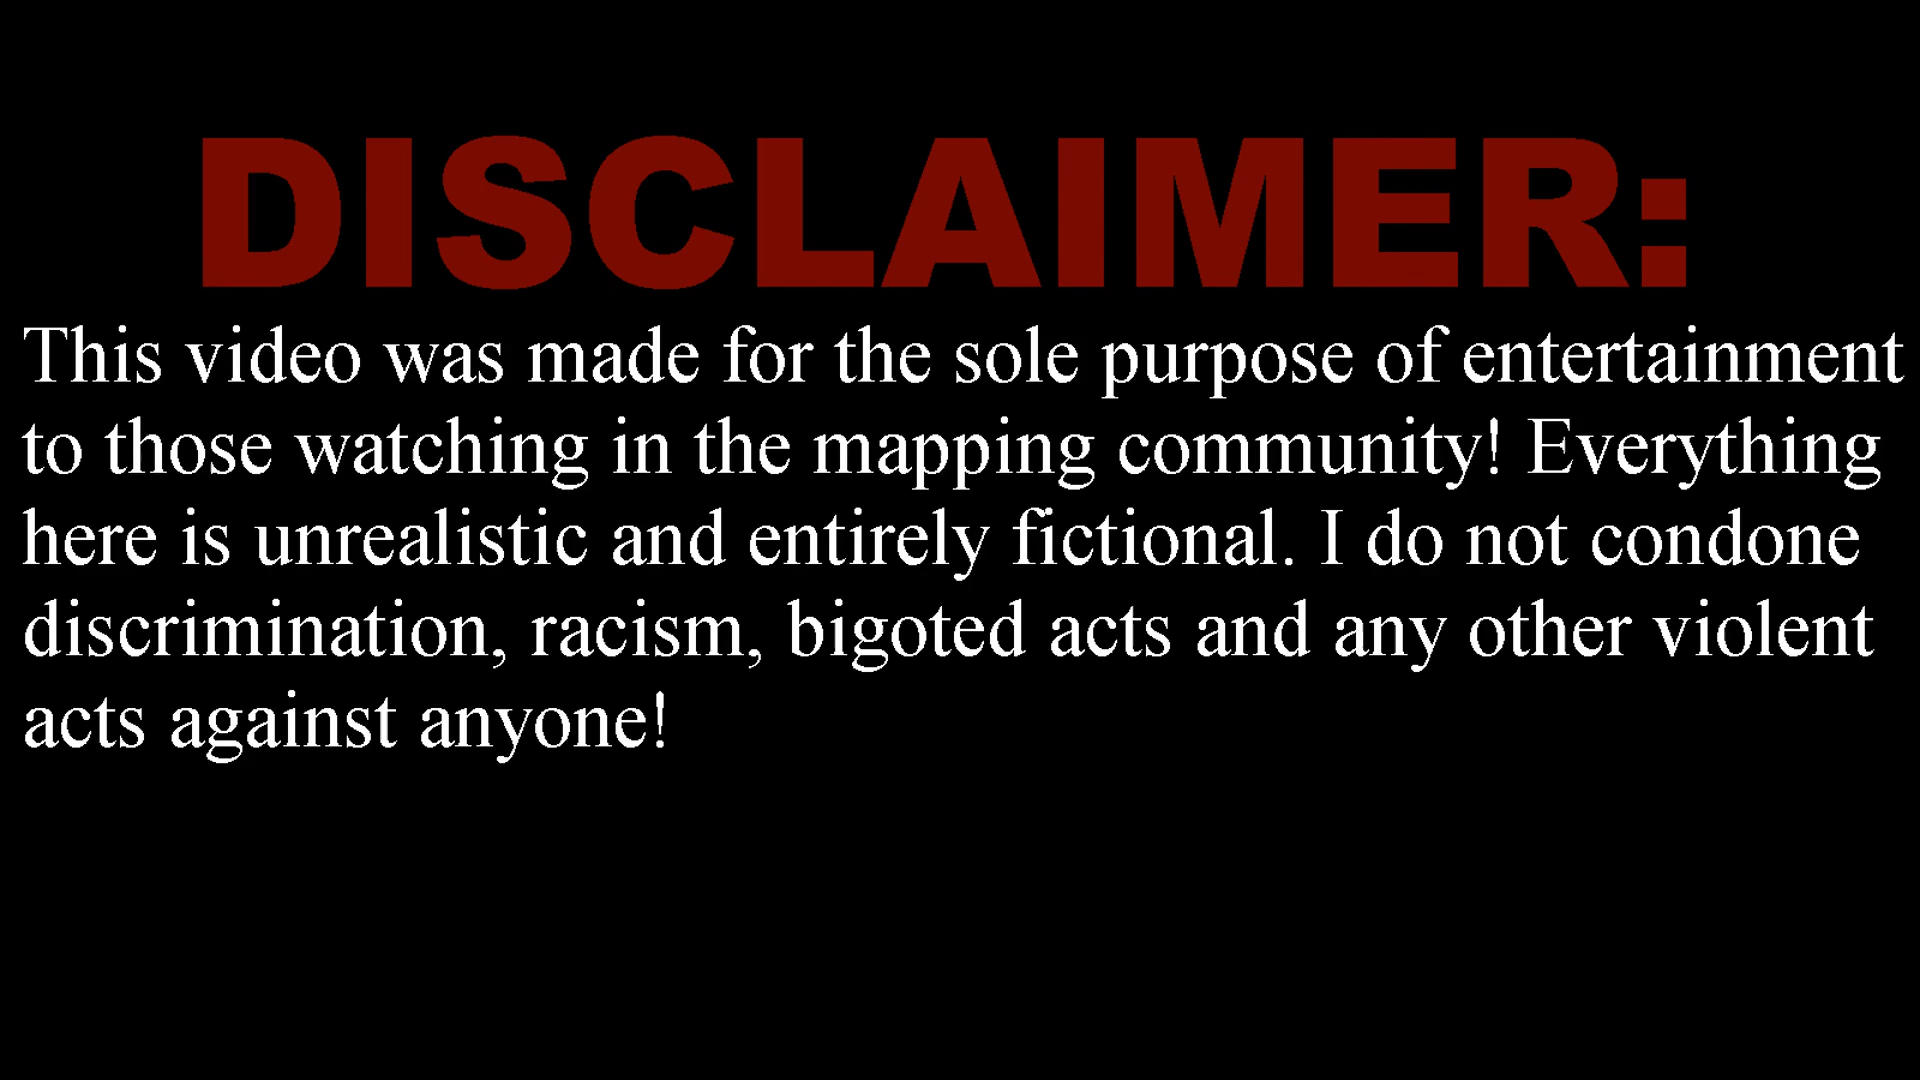 DISCLAIMER:
This video was made for the sole purpose of entertainment
to those watching in the mapping community! Everything
here is unrealistic and entirely fictional. I do not condone
discrimination, racism, bigoted acts and any other violent
acts against anyone!